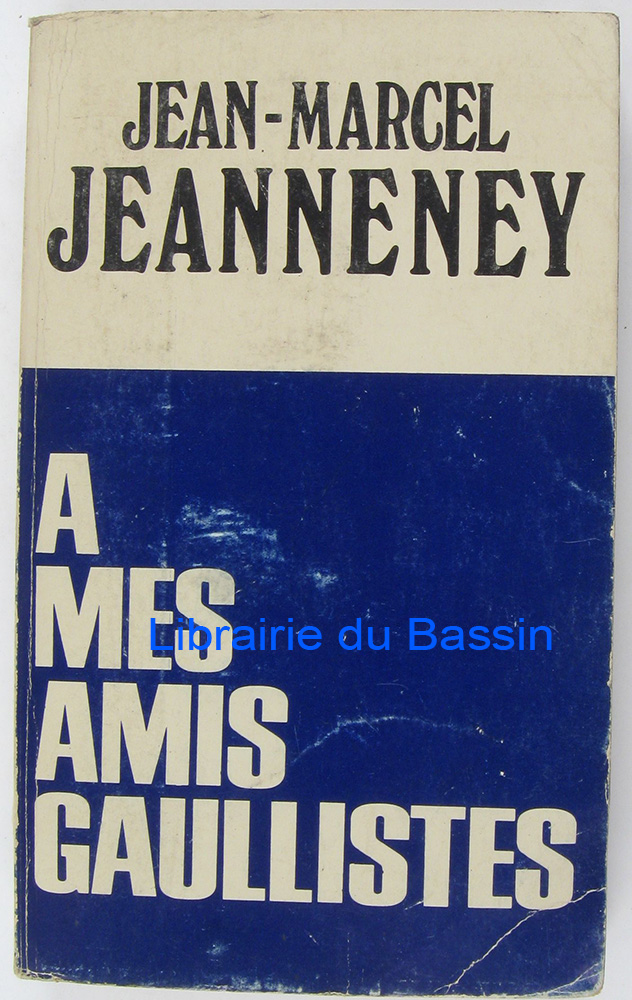 JEAN-MARCEL
JEANNENEY
A
MES
Librairie du Bassin
AMIS
GAULLISTES